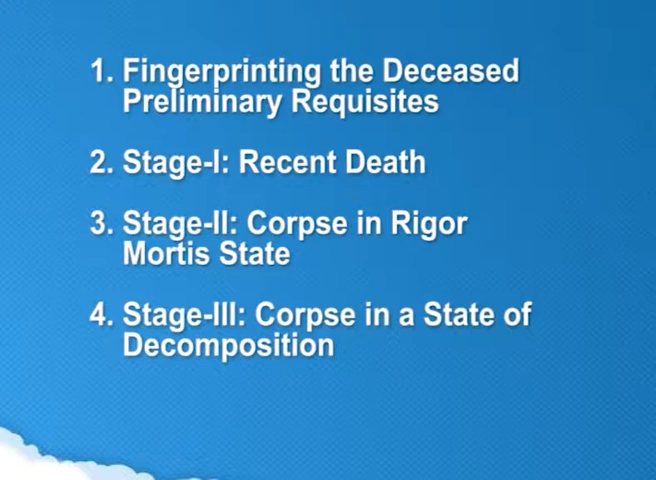 1. Fingerprinting the Deceased
Preliminary Requisites
2. Stage-I: Recent Death
3. Stage-II: Corpse in Rigor
Mortis State
4. Stage-III: Corpse in a State of
Decomposition